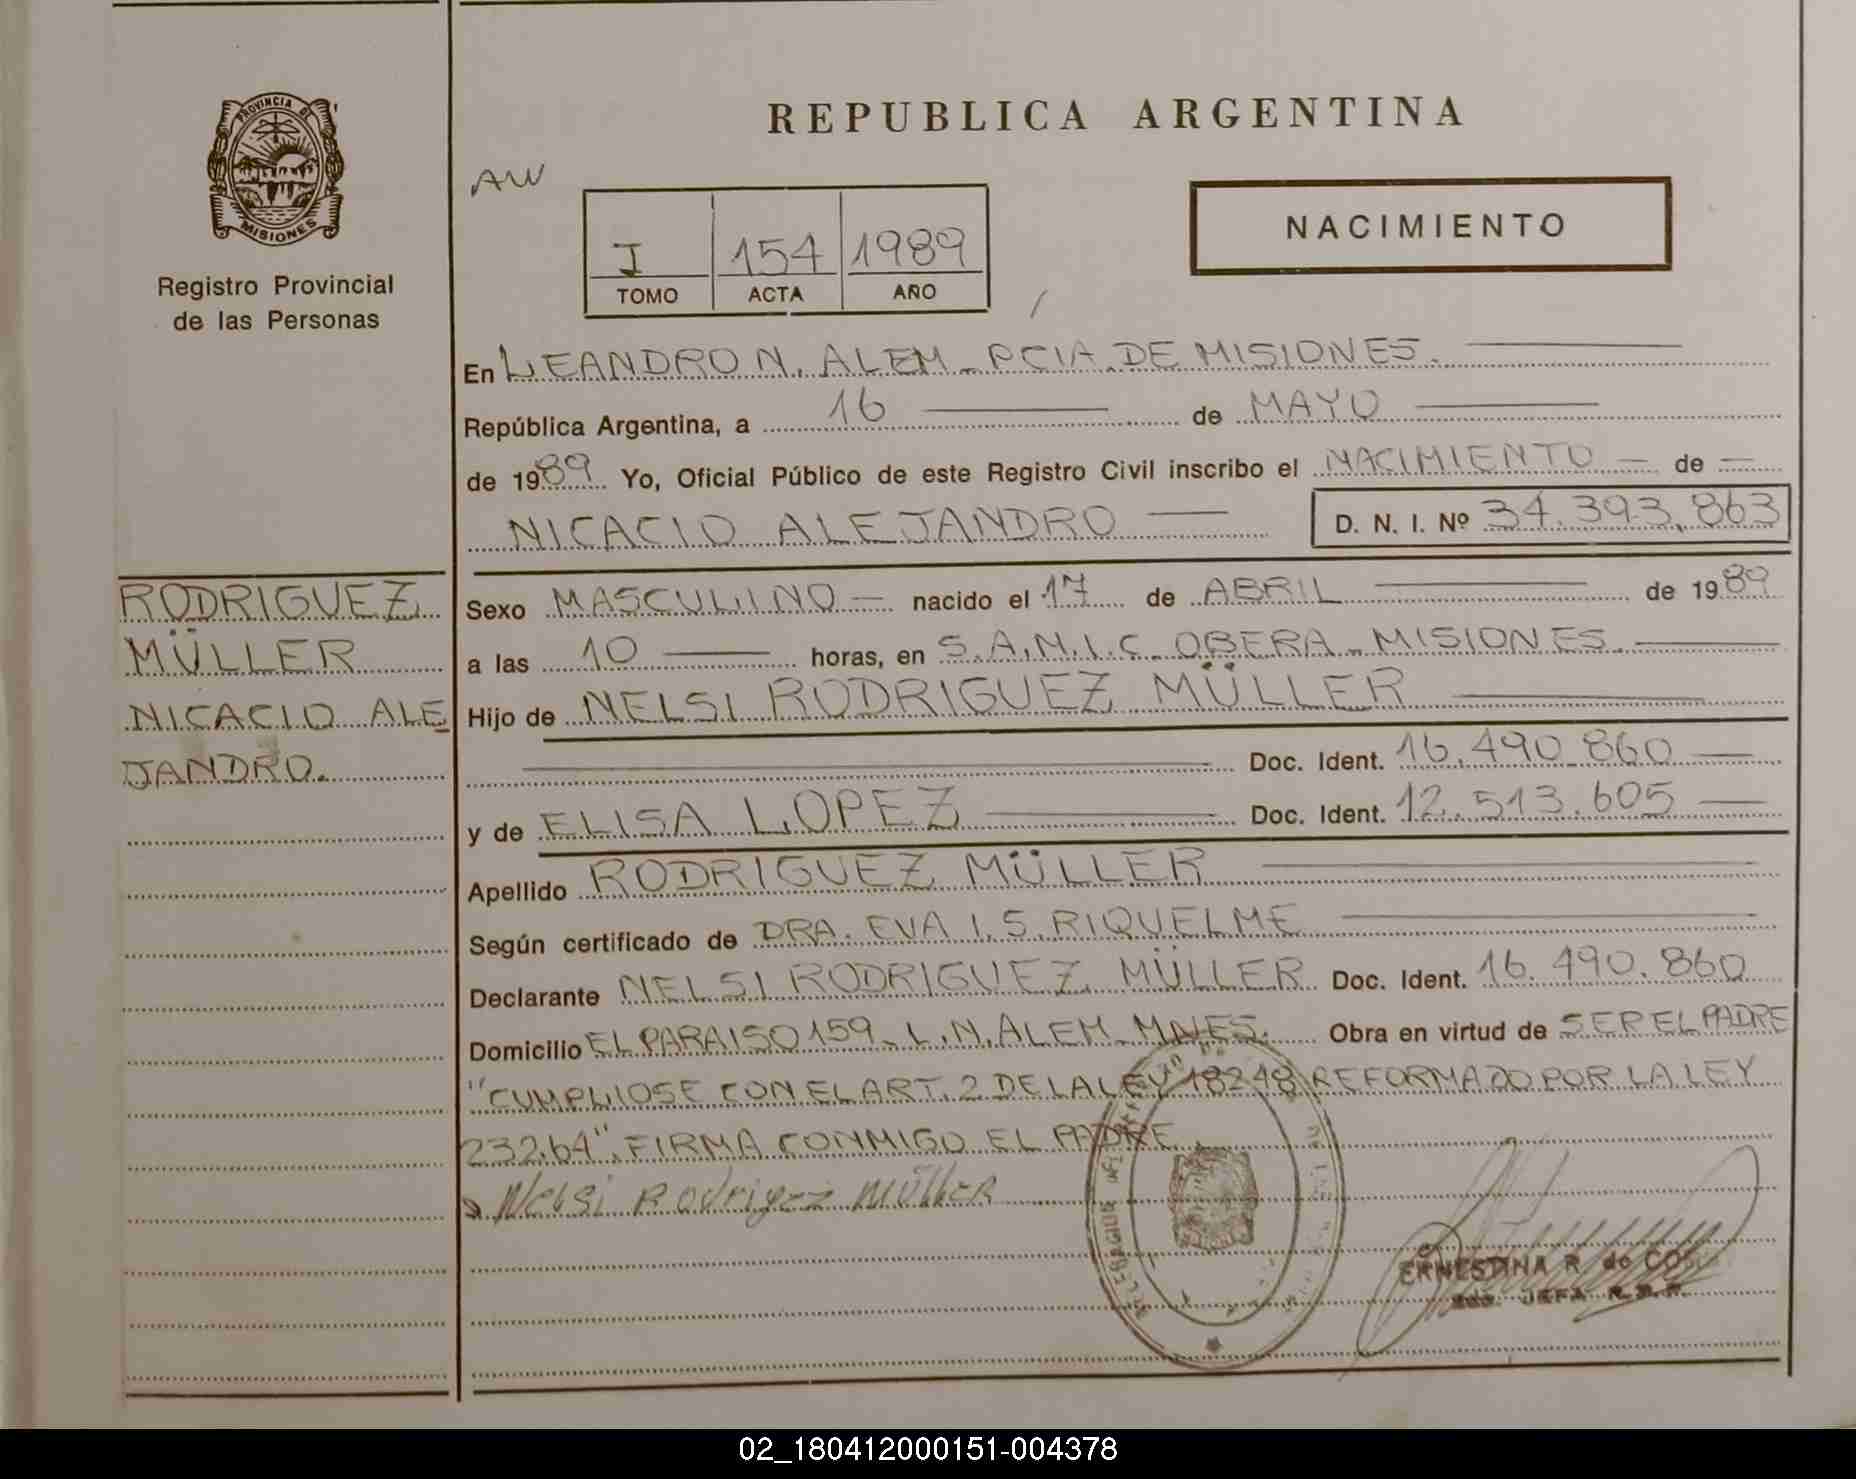 PROVINCIA DE
MISIONES
Registro Provincial
de las Personas
RODRIGUEZ
MÜLLER
NICACIO ALE
JANDRO.
REPUBLICA ARGENTINA
AW
I 154 1989
TOMO ACTA AÑO
NACIMIENTO
En LEANDRO N. ALEM - PCIA. DE MISIONES.
República Argentina, a 16 de MAYO
de 1989 Yo, Oficial Público de este Registro Civil inscribo el NACIMIENTO - de -
NICACIO ALEJANDRO D. N. I. Nº 34.393.863
Sexo MASCULINO - nacido el 17 de ABRIL de 1989
a las 10 horas, en S.A.M.I.C. OBERA - MISIONES.
Hijo de NELSI RODRIGUEZ MÜLLER
Doc. Ident. 16.490.860
y de ELISA LOPEZ Doc. Ident. 12.513.605
Apellido RODRIGUEZ MÜLLER
Según certificado de DRA. EVA I. S. RIQUELME
Declarante NELSI RODRIGUEZ MÜLLER Doc. Ident. 16.490.860
Domicilio EL PARAISO 159 - L.N. ALEM - MNES. Obra en virtud de SER EL PADRE
"CUMPLIOSE CON EL ART. 2 DE LA LEY 18248 REFORMADO POR LA LEY
23264". FIRMA CONMIGO EL PADRE.
Nelsi Rodrigez MüllER
ERNESTINA R. de
JEFA
02_180412000151-004378